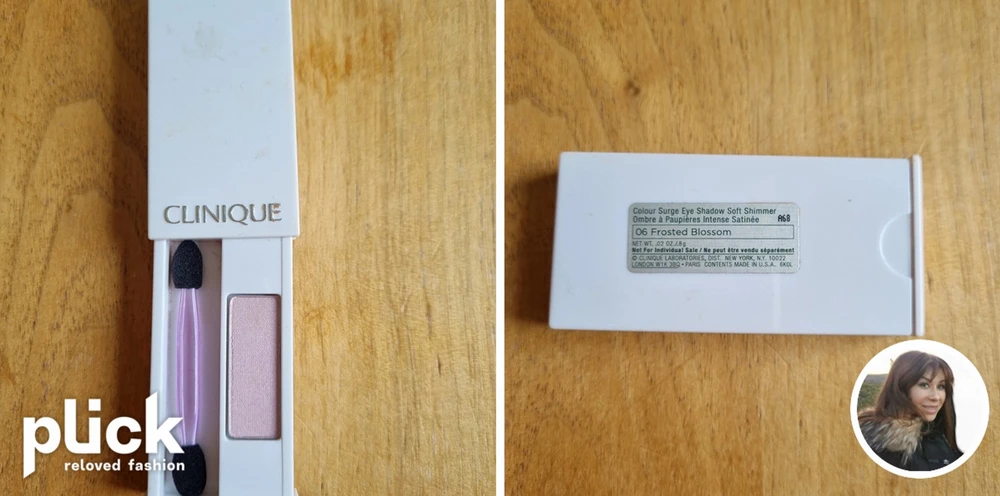 CLINIQUE
plick
reloved fashion
Colour Surge Eye Shadow Soft Shimmer
Ombre à Paupières Intense Satinée A68
06 Frosted Blossom
NET WT. .02 OZ./.8g
Not For Individual Sale / Ne peut être vendu séparément
© CLINIQUE LABORATORIES, DIST. NEW YORK, N.Y. 10022
LONDON W1K 3BQ • PARIS CONTENTS MADE IN U.S.A. 6K0L